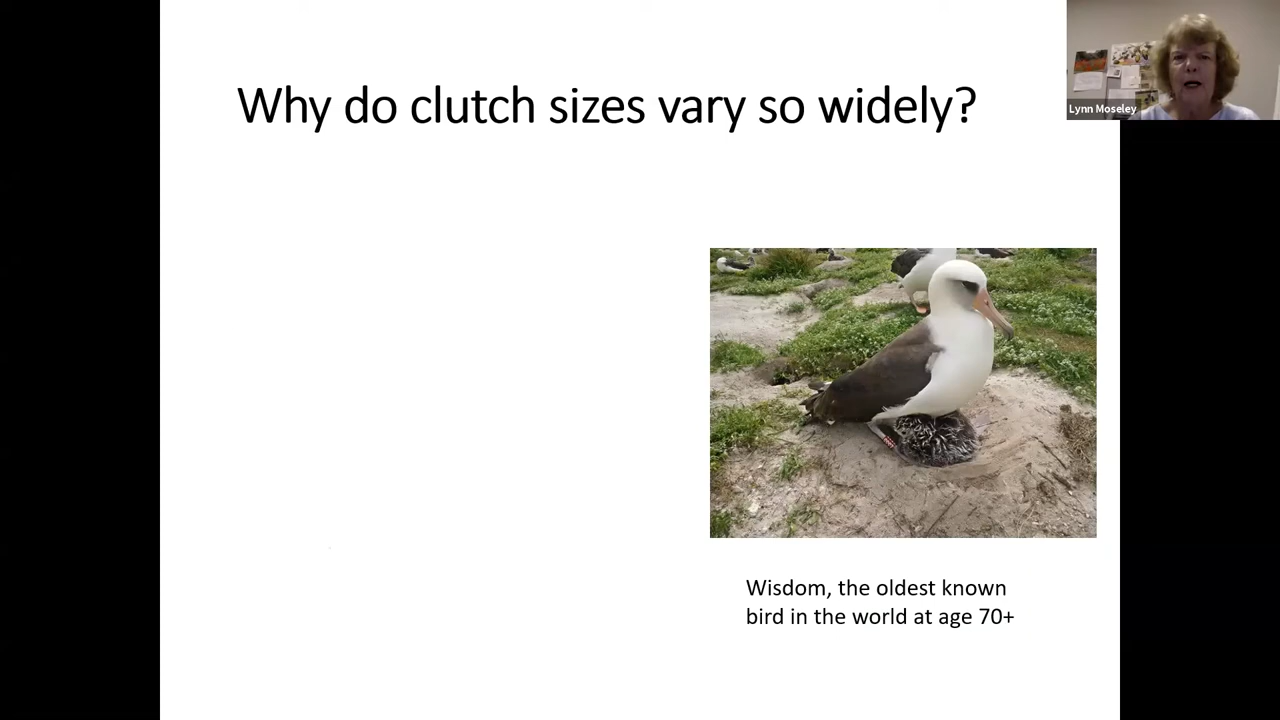 Why do clutch sizes vary so widely?
Lynn Moseley
Wisdom, the oldest known
bird in the world at age 70+